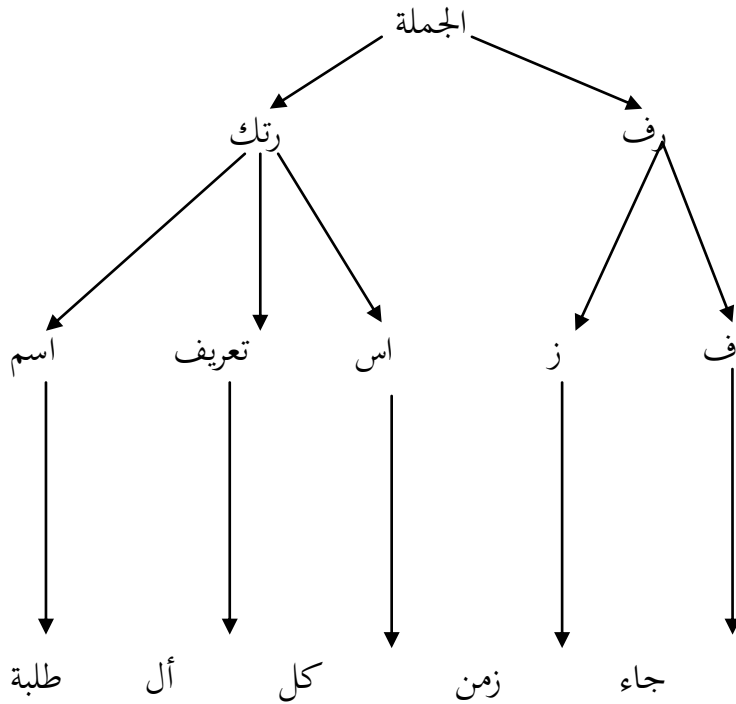 الجملة
رف رتك
ف ز اس تعريف اسم
جاء زمن كل أل طلبة